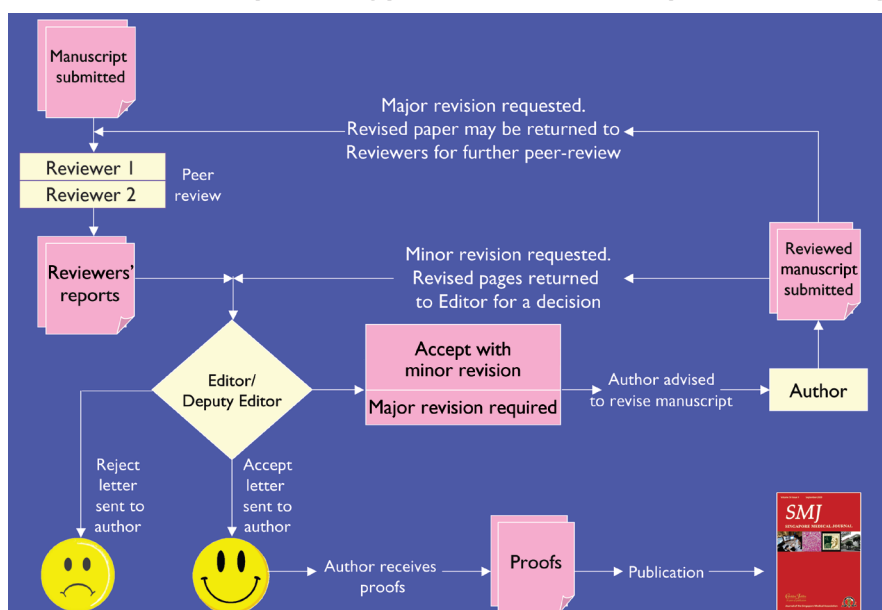 Manuscript
submitted
Major revision requested.
Revised paper may be returned to
Reviewers for further peer-review
Reviewer 1
Reviewer 2
Peer
review
Reviewers'
reports
Minor revision requested.
Revised pages returned
to Editor for a decision
Reviewed
manuscript
submitted
Editor/
Deputy Editor
Accept with
minor revision
Major revision required
Author advised
to revise manuscript
Author
Reject
letter
sent to
author
Accept
letter
sent to
author
Author receives
proofs
Proofs
Publication
SMJ
SINGAPORE MEDICAL JOURNAL